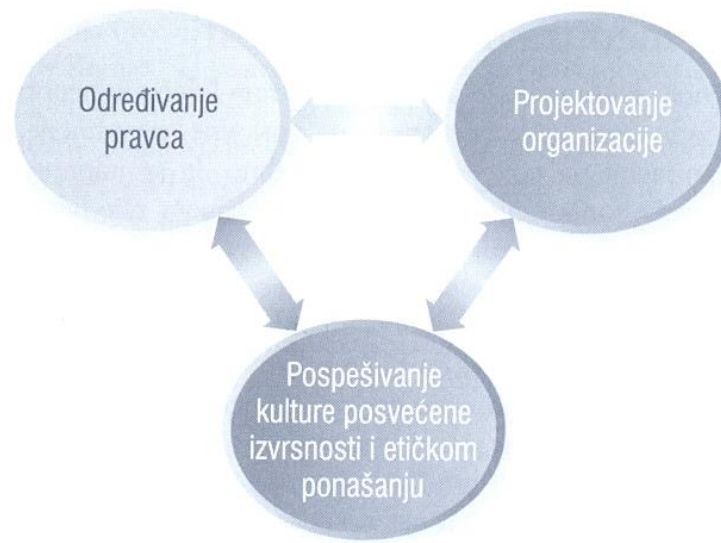 Određivanje
pravca
Projektovanje
organizacije
Pospešivanje
kulture posvećene
izvrsnosti i etičkom
ponašanju